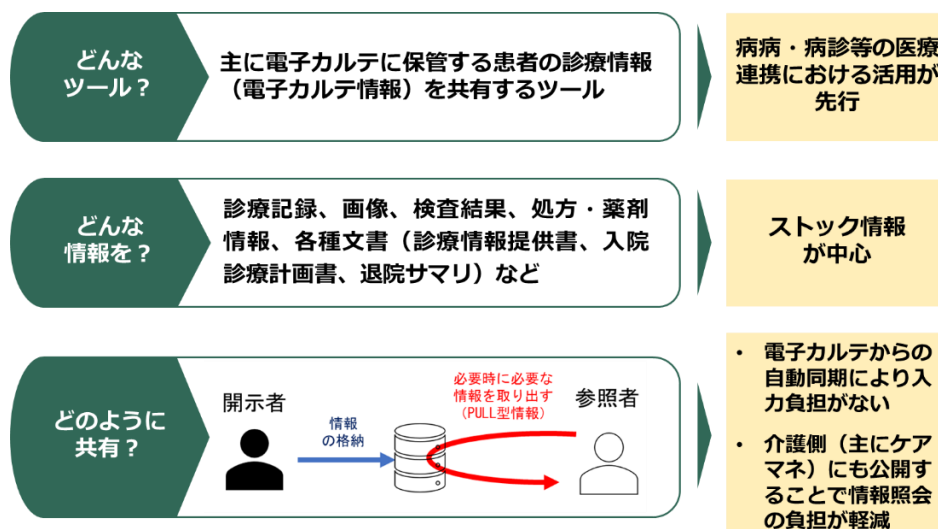 どんな
ツール？
主に電子カルテに保管する患者の診療情報
（電子カルテ情報）を共有するツール
病病・病診等の医療
連携における活用が
先行
どんな
情報を？
診療記録、画像、検査結果、処方・薬剤
情報、各種文書（診療情報提供書、入院
診療計画書、退院サマリ）など
ストック情報
が中心
どのように
共有？
開示者
情報
の格納
必要時に必要な
情報を取り出す
（PULL型情報）
参照者
• 電子カルテからの
自動同期により入
力負担がない
• 介護側（主にケア
マネ）にも公開す
ることで情報照会
の負担が軽減